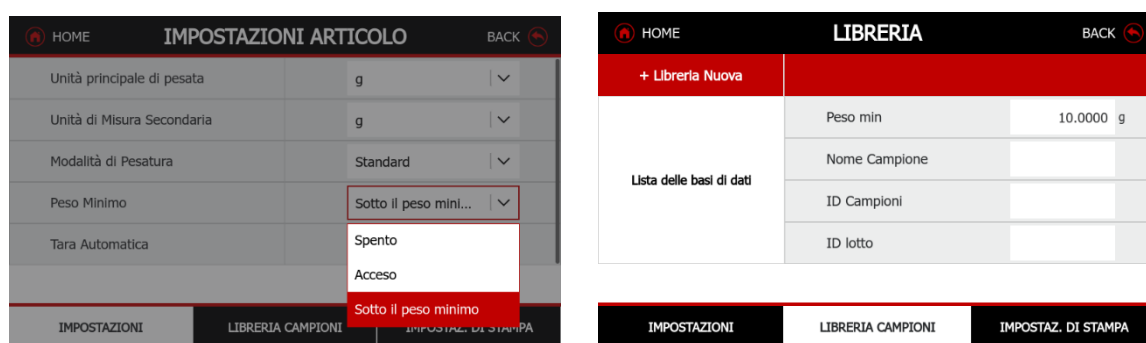 HOME IMPOSTAZIONI ARTICOLO BACK
Unità principale di pesata g
Unità di Misura Secondaria g
Modalità di Pesatura Standard
Peso Minimo Sotto il peso mini...
Tara Automatica
Spento
Acceso
Sotto il peso minimo
IMPOSTAZIONI LIBRERIA CAMPIONI IMPOSTAZ. DI STAMPA
HOME LIBRERIA BACK
+ Libreria Nuova
Lista delle basi di dati
Peso min 10.0000 g
Nome Campione
ID Campioni
ID lotto
IMPOSTAZIONI LIBRERIA CAMPIONI IMPOSTAZ. DI STAMPA